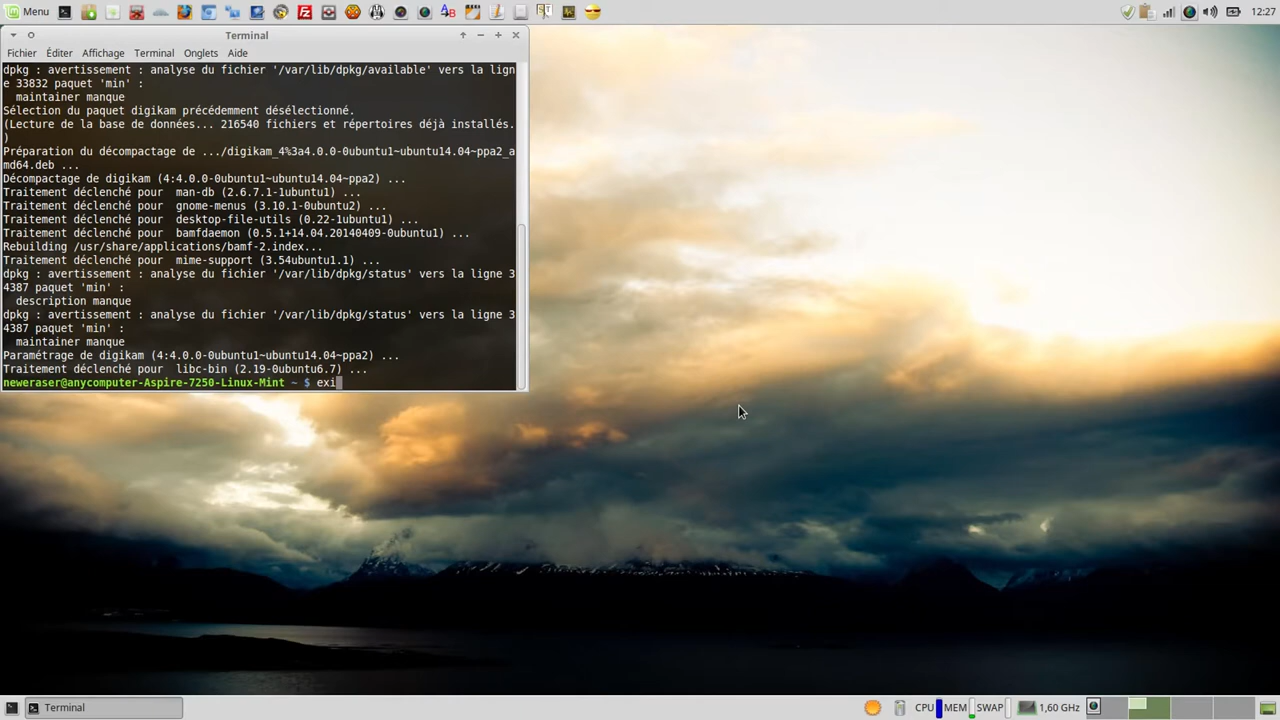 Menu
12:27
Terminal
Fichier Éditer Affichage Terminal Onglets Aide
dpkg : avertissement : analyse du fichier '/var/lib/dpkg/available' vers la lign
e 33832 paquet 'min' :
maintainer manque
Sélection du paquet digikam précédemment désélectionné.
(Lecture de la base de données... 216540 fichiers et répertoires déjà installés.
)
Préparation du décompactage de .../digikam_4%3a4.0.0-0ubuntu1~ubuntu14.04~ppa2_a
md64.deb ...
Décompactage de digikam (4:4.0.0-0ubuntu1~ubuntu14.04~ppa2) ...
Traitement déclenché pour  man-db (2.6.7.1-1ubuntu1) ...
Traitement déclenché pour  gnome-menus (3.10.1-0ubuntu2) ...
Traitement déclenché pour  desktop-file-utils (0.22-1ubuntu1) ...
Traitement déclenché pour  bamfdaemon (0.5.1+14.04.20140409-0ubuntu1) ...
Rebuilding /usr/share/applications/bamf-2.index...
Traitement déclenché pour  mime-support (3.54ubuntu1.1) ...
dpkg : avertissement : analyse du fichier '/var/lib/dpkg/status' vers la ligne 3
4387 paquet 'min' :
description manque
dpkg : avertissement : analyse du fichier '/var/lib/dpkg/status' vers la ligne 3
4387 paquet 'min' :
maintainer manque
Paramétrage de digikam (4:4.0.0-0ubuntu1~ubuntu14.04~ppa2) ...
Traitement déclenché pour  libc-bin (2.19-0ubuntu6.7) ...
neweraser@anycomputer-Aspire-7250-Linux-Mint ~ $ exi
Terminal
CPU MEM SWAP 1,60 GHz